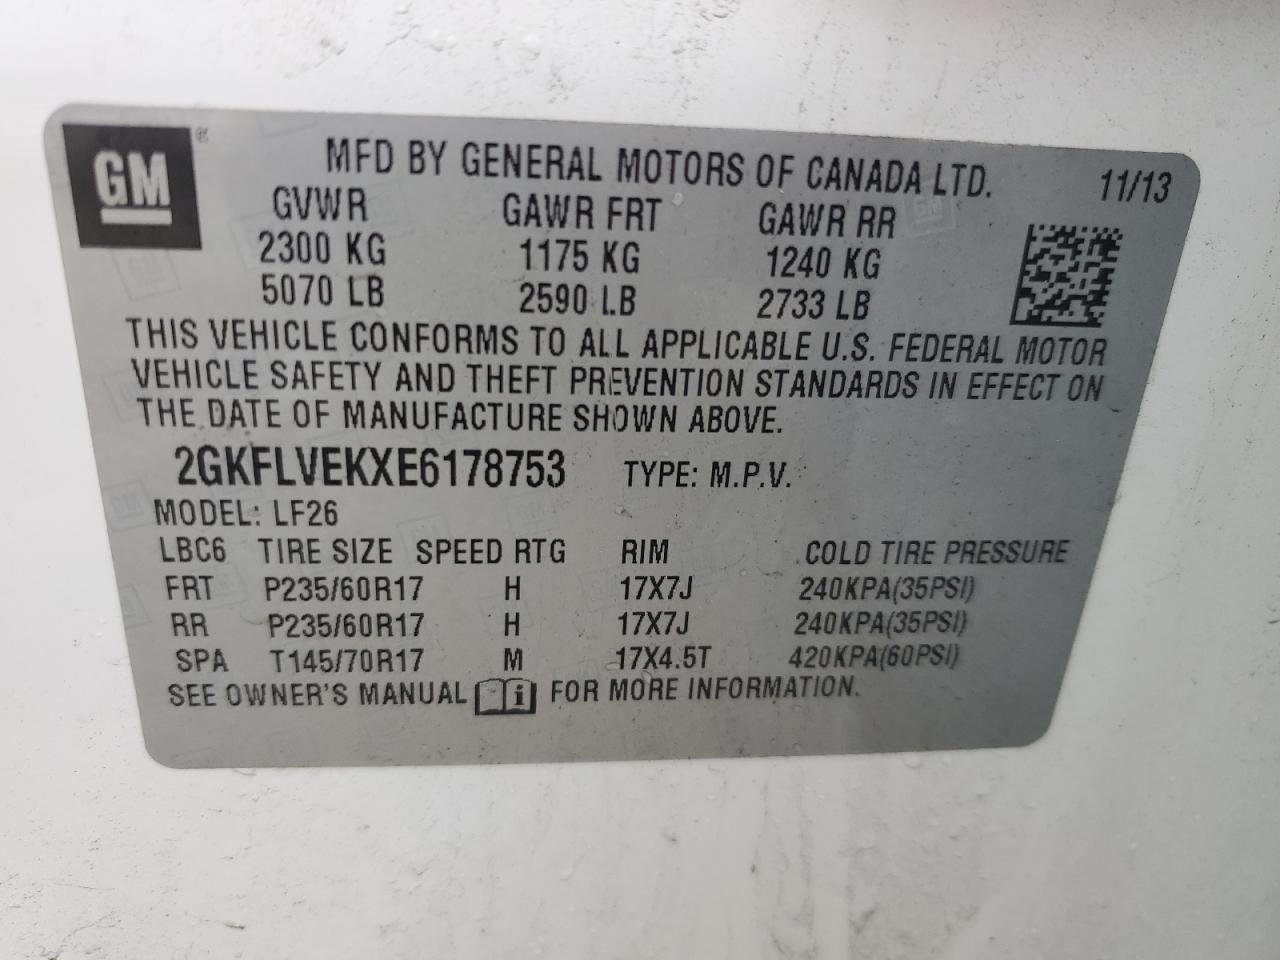 GM ®
MFD BY GENERAL MOTORS OF CANADA LTD. 11/13
GVWR GAWR FRT GAWR RR
2300 KG 1175 KG 1240 KG
5070 LB 2590 LB 2733 LB
THIS VEHICLE CONFORMS TO ALL APPLICABLE U.S. FEDERAL MOTOR
VEHICLE SAFETY AND THEFT PREVENTION STANDARDS IN EFFECT ON
THE DATE OF MANUFACTURE SHOWN ABOVE.
2GKFLVEKXE6178753 TYPE: M.P.V.
MODEL: LF26
LBC6 TIRE SIZE SPEED RTG RIM COLD TIRE PRESSURE
FRT P235/60R17 H 17X7J 240KPA(35PSI)
RR P235/60R17 H 17X7J 240KPA(35PSI)
SPA T145/70R17 M 17X4.5T 420KPA(60PSI)
SEE OWNER'S MANUAL i FOR MORE INFORMATION.